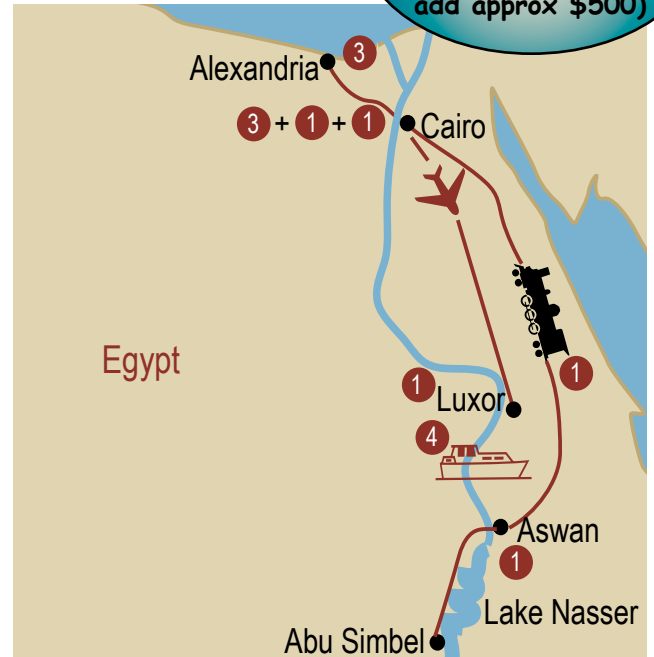 add approx $500)
Alexandria 3
3 + 1 + 1 Cairo
Egypt
1
1
Luxor
4
Aswan
1
Lake Nasser
Abu Simbel